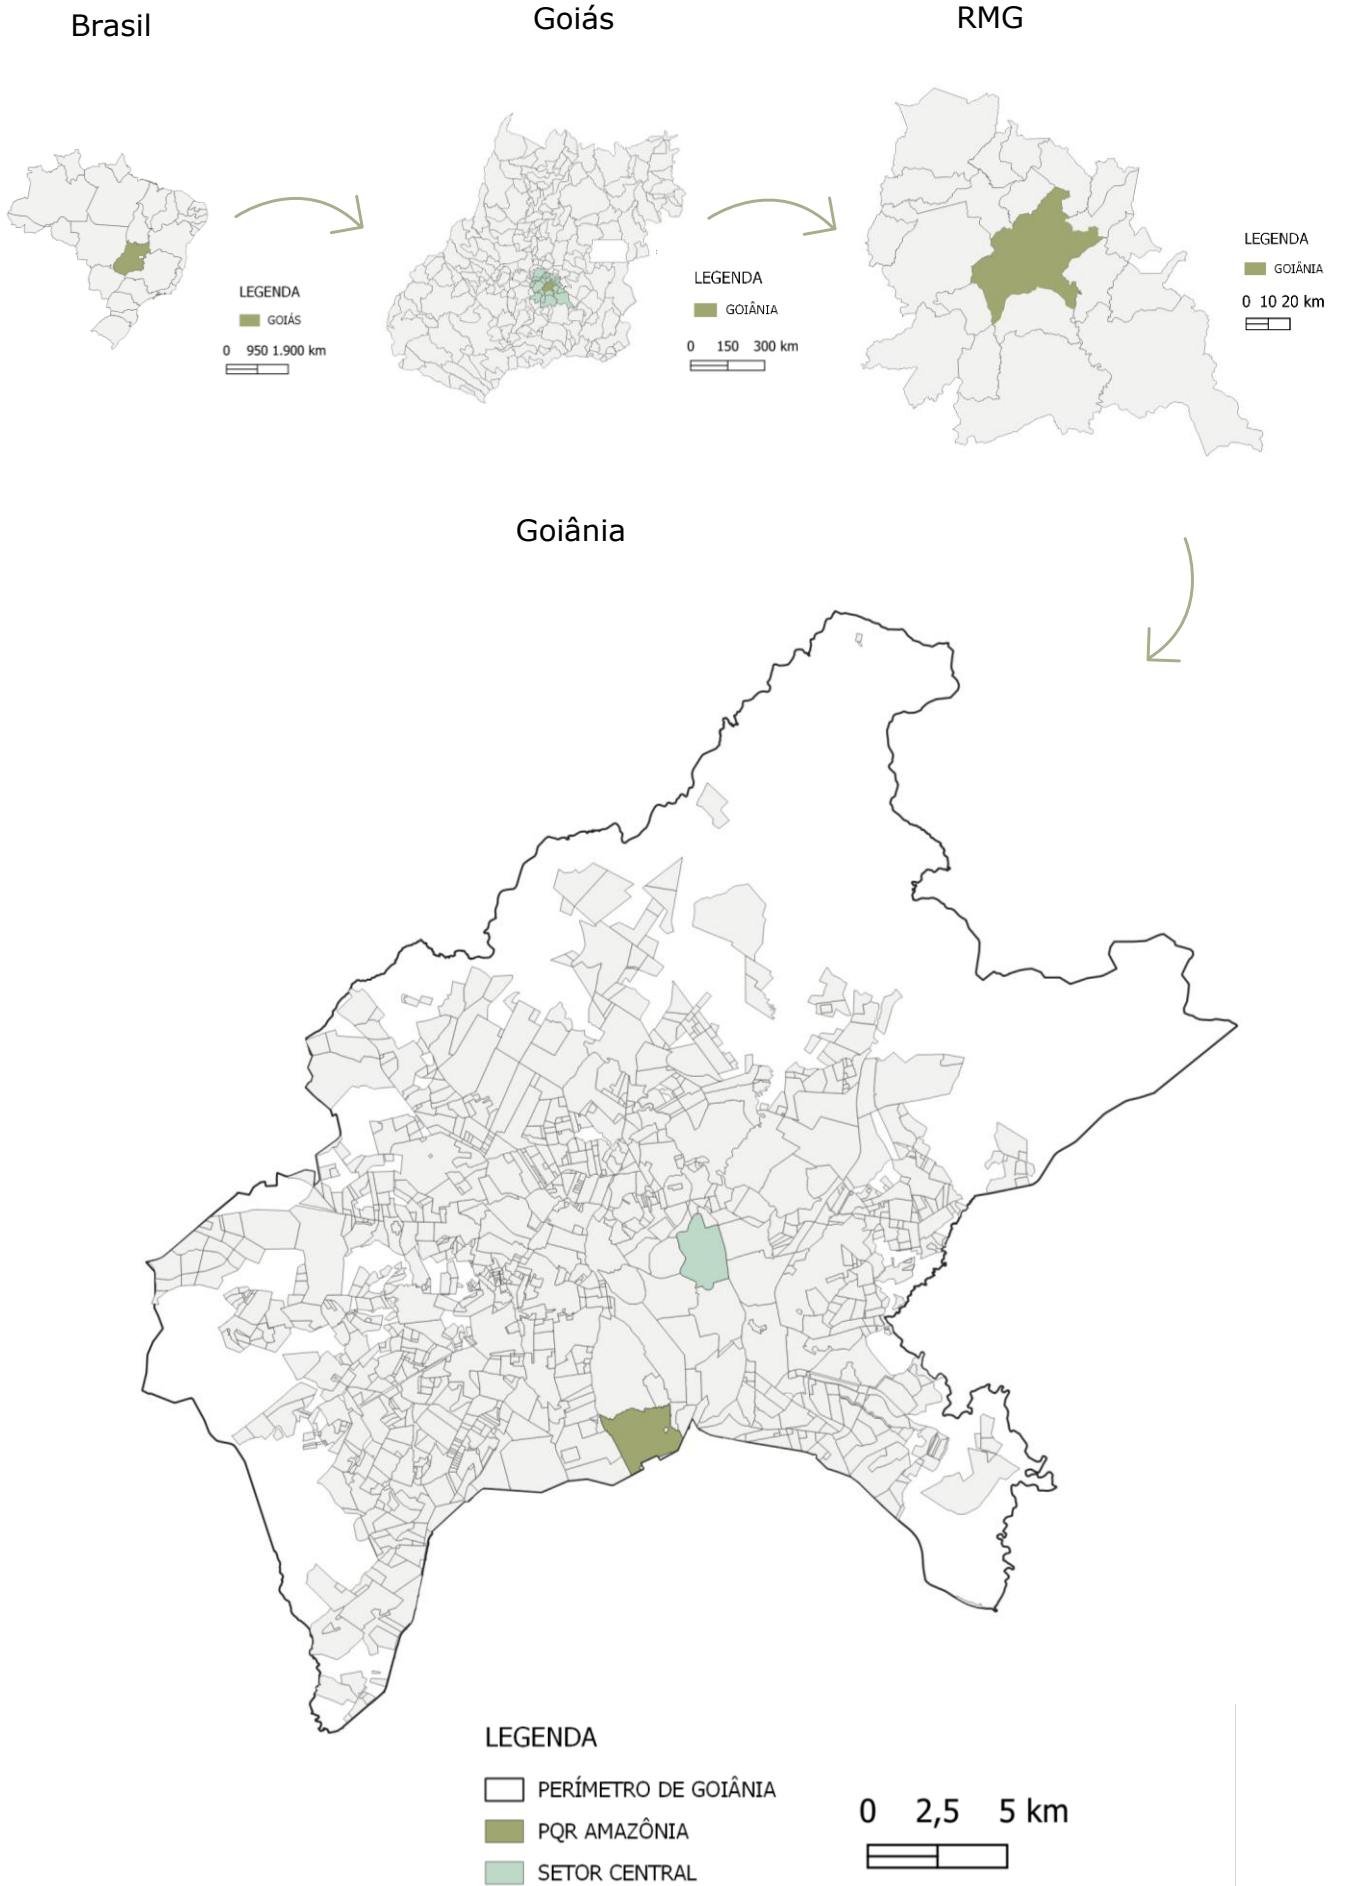 Brasil
Goiás
RMG
LEGENDA
GOIÁS
0 950 1.900 km
LEGENDA
GOIÂNIA
0 150 300 km
LEGENDA
GOIÂNIA
0 10 20 km
Goiânia
LEGENDA
PERÍMETRO DE GOIÂNIA
PQR AMAZÔNIA
SETOR CENTRAL
0 2,5 5 km